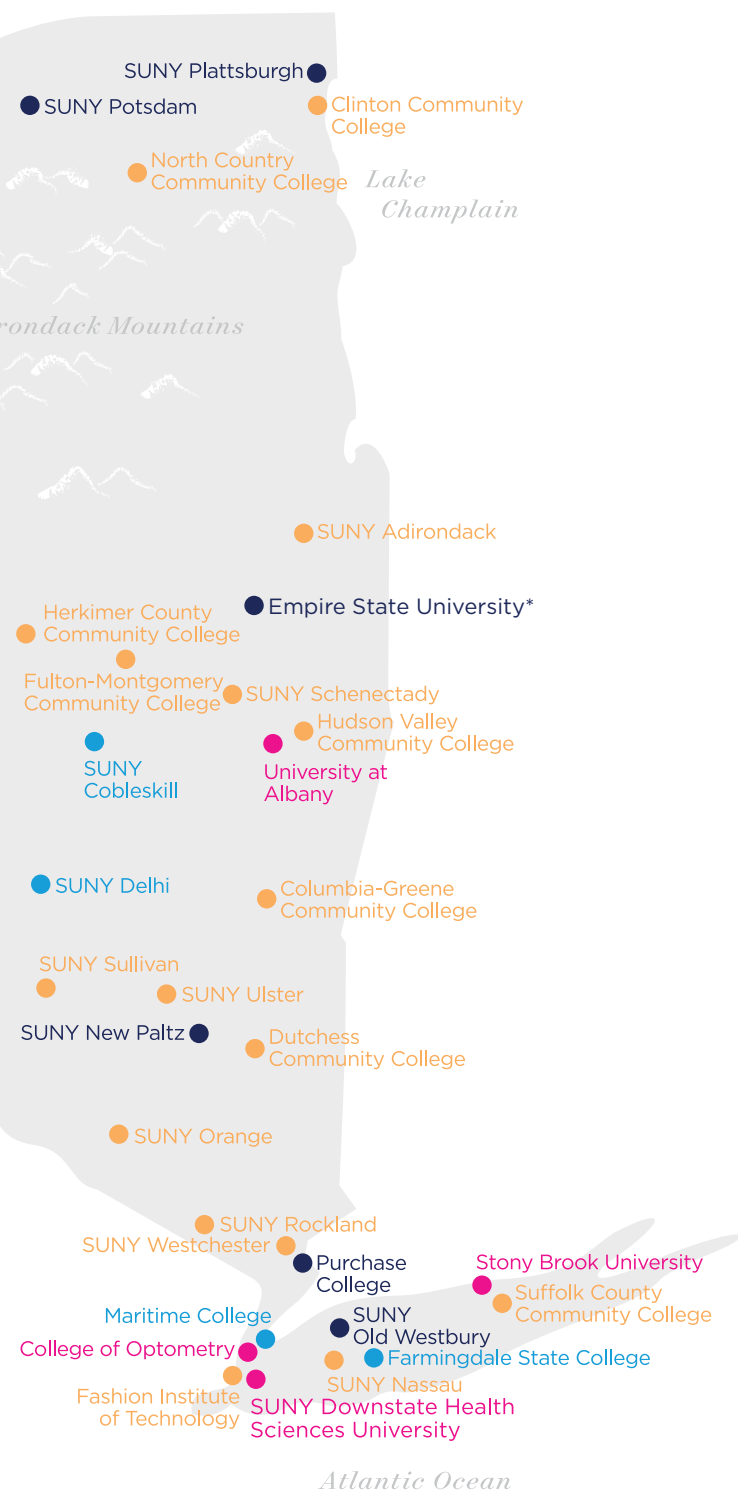 SUNY Plattsburgh
SUNY Potsdam
Clinton Community
College
North Country
Community College
Lake
Champlain
Mountains
SUNY Adirondack
Empire State University*
Herkimer County
Community College
Fulton-Montgomery
Community College
SUNY Schenectady
Hudson Valley
Community College
SUNY
Cobleskill
University at
Albany
SUNY Delhi
Columbia-Greene
Community College
SUNY Sullivan
SUNY Ulster
SUNY New Paltz
Dutchess
Community College
SUNY Orange
SUNY Rockland
SUNY Westchester
Purchase
College
Stony Brook University
Suffolk County
Community College
Maritime College
SUNY
Old Westbury
College of Optometry
Farmingdale State College
SUNY Nassau
Fashion Institute
of Technology
SUNY Downstate Health
Sciences University
Atlantic Ocean